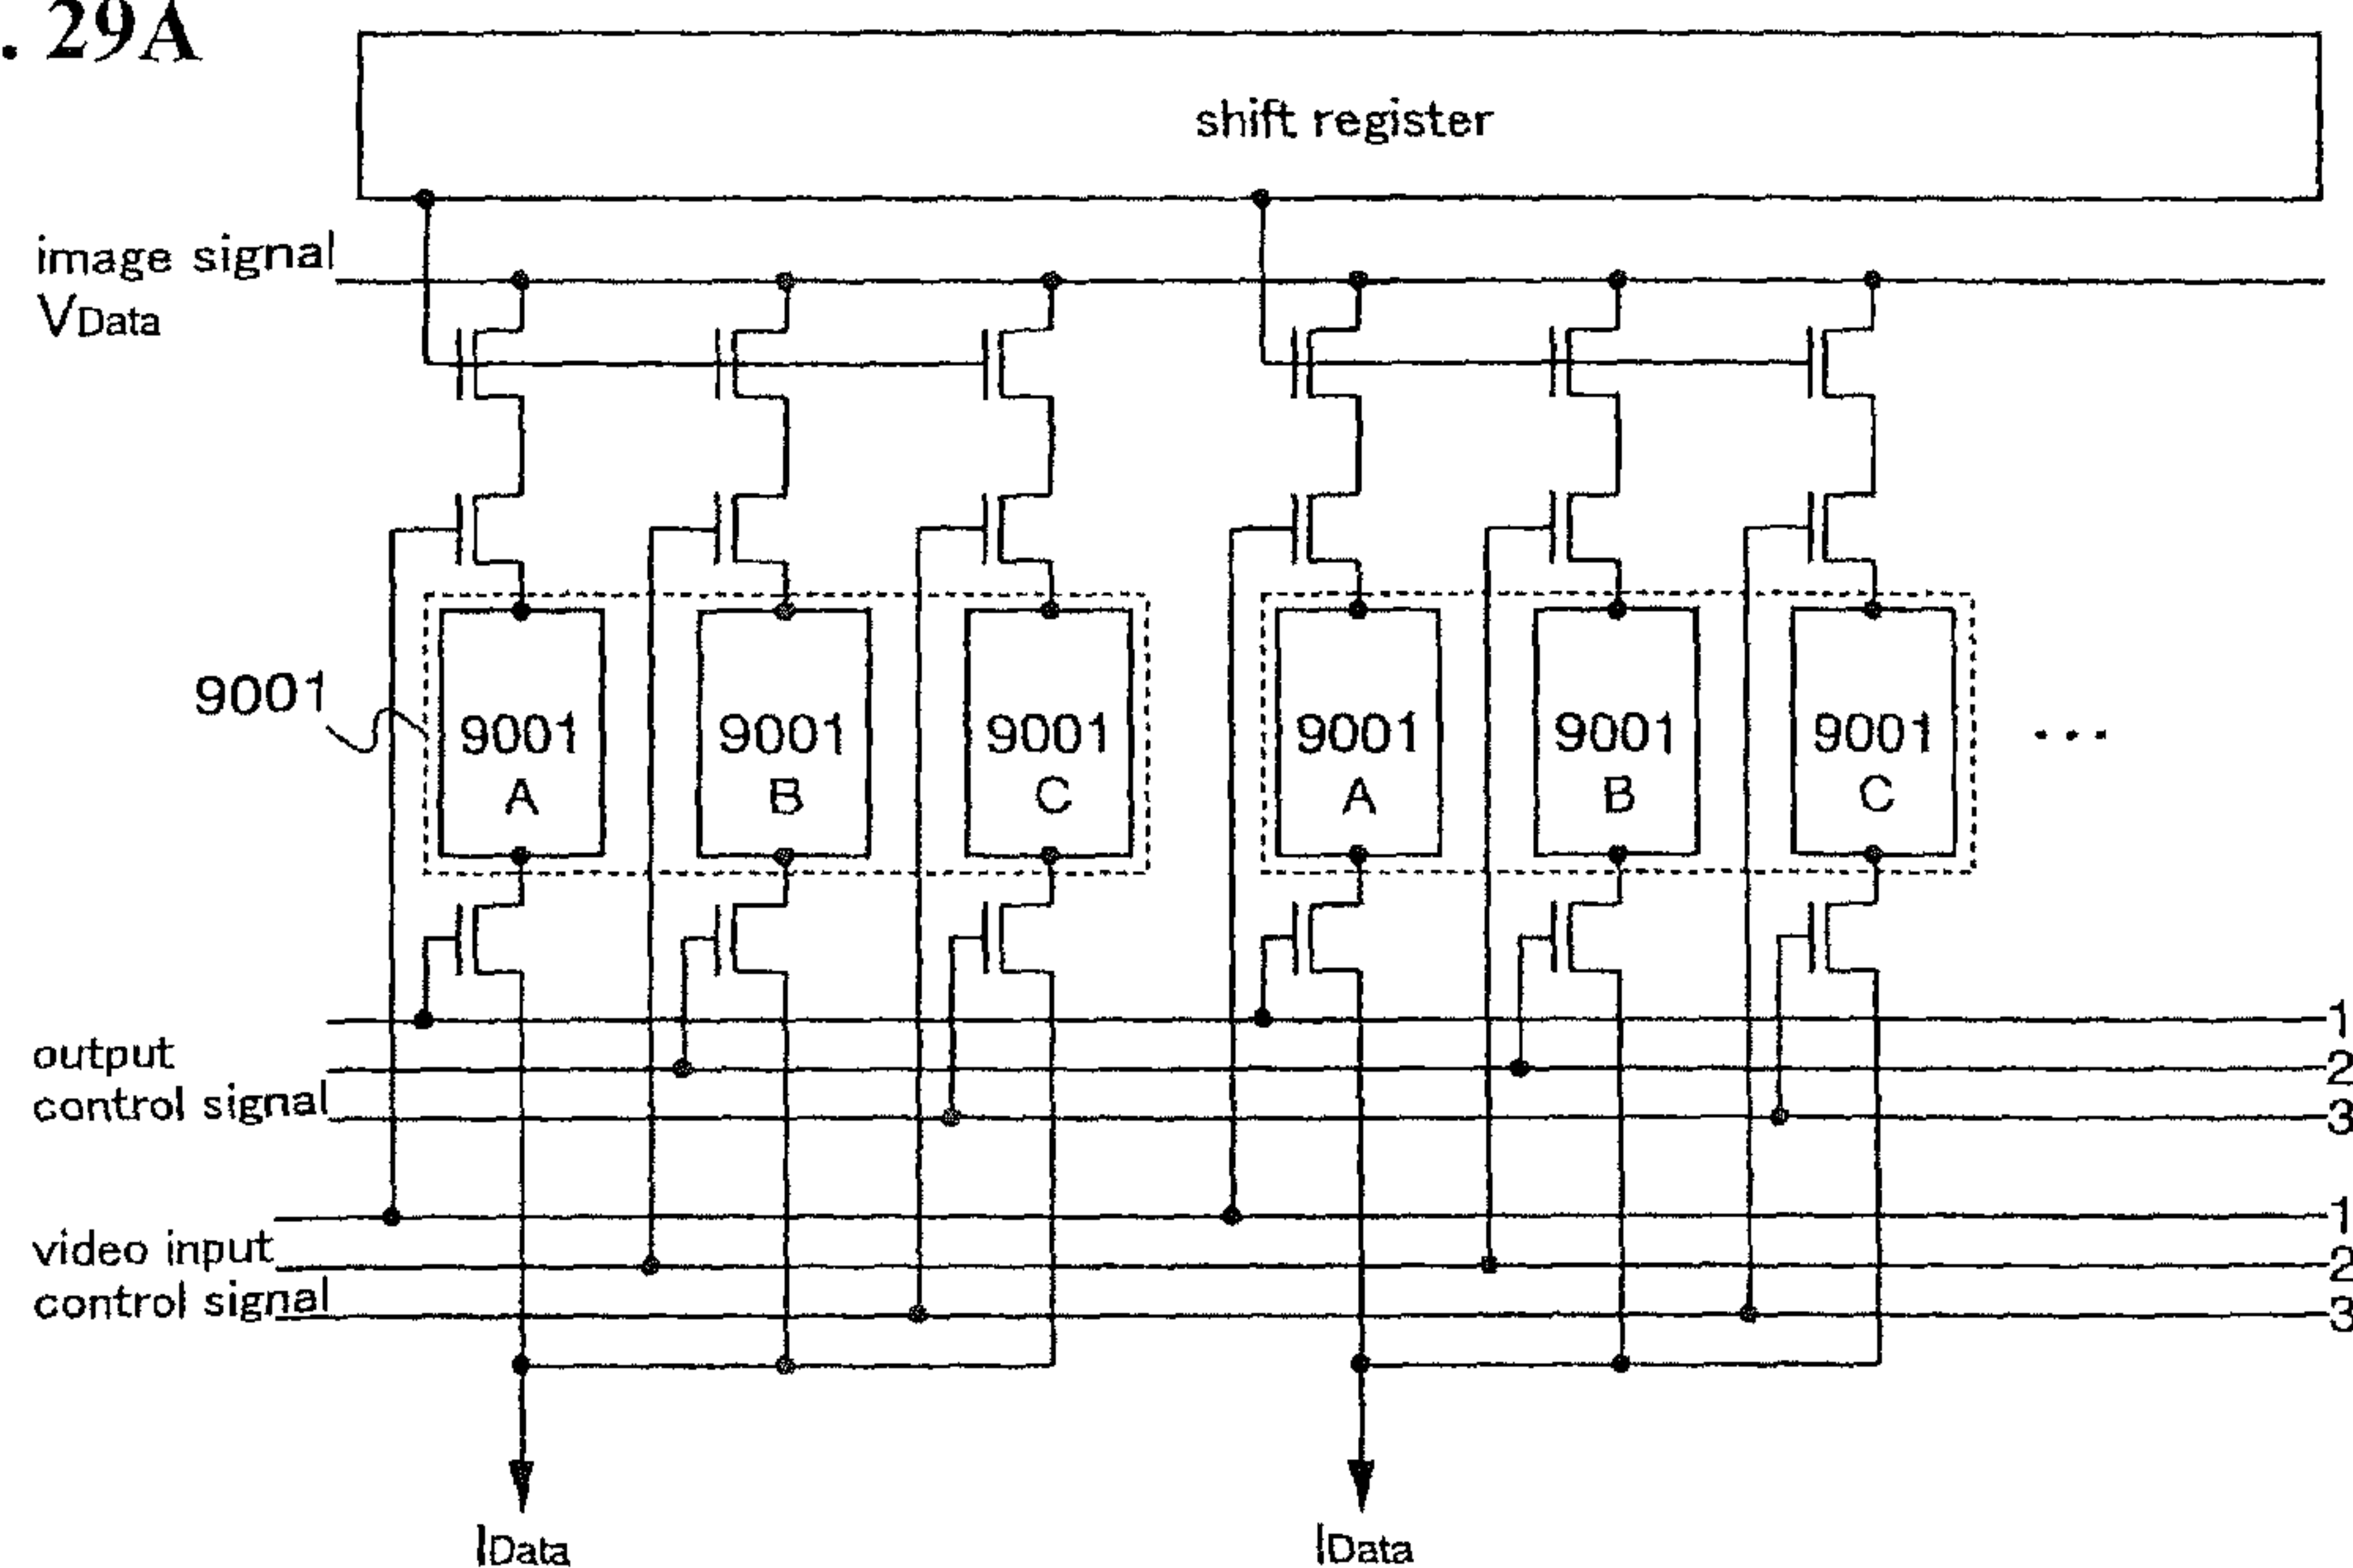 . 29A
shift register
image signal
VData
9001
9001
A
9001
B
9001
C
9001
A
9001
B
9001
C
...
output
control signal
1
2
3
video input
control signal
1
2
3
IData
IData